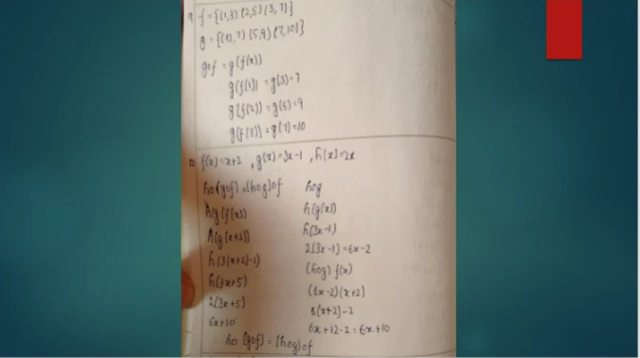 9. f = {(1,3) (2,5) (3,7)}
g = {(3,7) (5,9) (7,10)}
gof = g(f(x))
g(f(1)) = g(3) = 7
g(f(2)) = g(5) = 9
g(f(3)) = g(7) = 10
10. f(x) = x+2 , g(x) = 3x-1 , h(x) = 2x
ho(gof) = (hog)of
h(g(f(x))
h(g(x+2))
h(3(x+2)-1)
h(3x+5)
2(3x+5)
6x+10
hog
h(g(x))
h(3x-1)
2(3x-1) = 6x-2
(hog) f(x)
(6x-2)(x+2)
6(x+2)-2
6x+12-2 = 6x+10
∴ ho (gof) = (hog)of